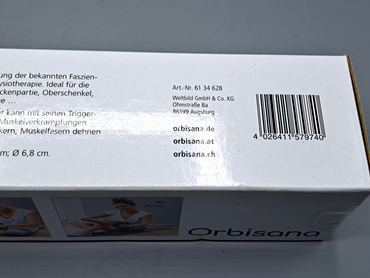 ung der bekannten Faszien-
ysiotherapie. Ideal für die
ckenpartie, Oberschenkel,
e ...
er kann mit seinen Trigger-
Muskelverkrampfungen
kern, Muskelfasern dehnen
m; Ø 6,8 cm.
Art.-Nr. 61 34 628
Weltbild GmbH & Co. KG
Ohmstraße 8a
86199 Augsburg
orbisana.de
orbisana.at
orbisana.ch
4 026411 579740
Orbisana